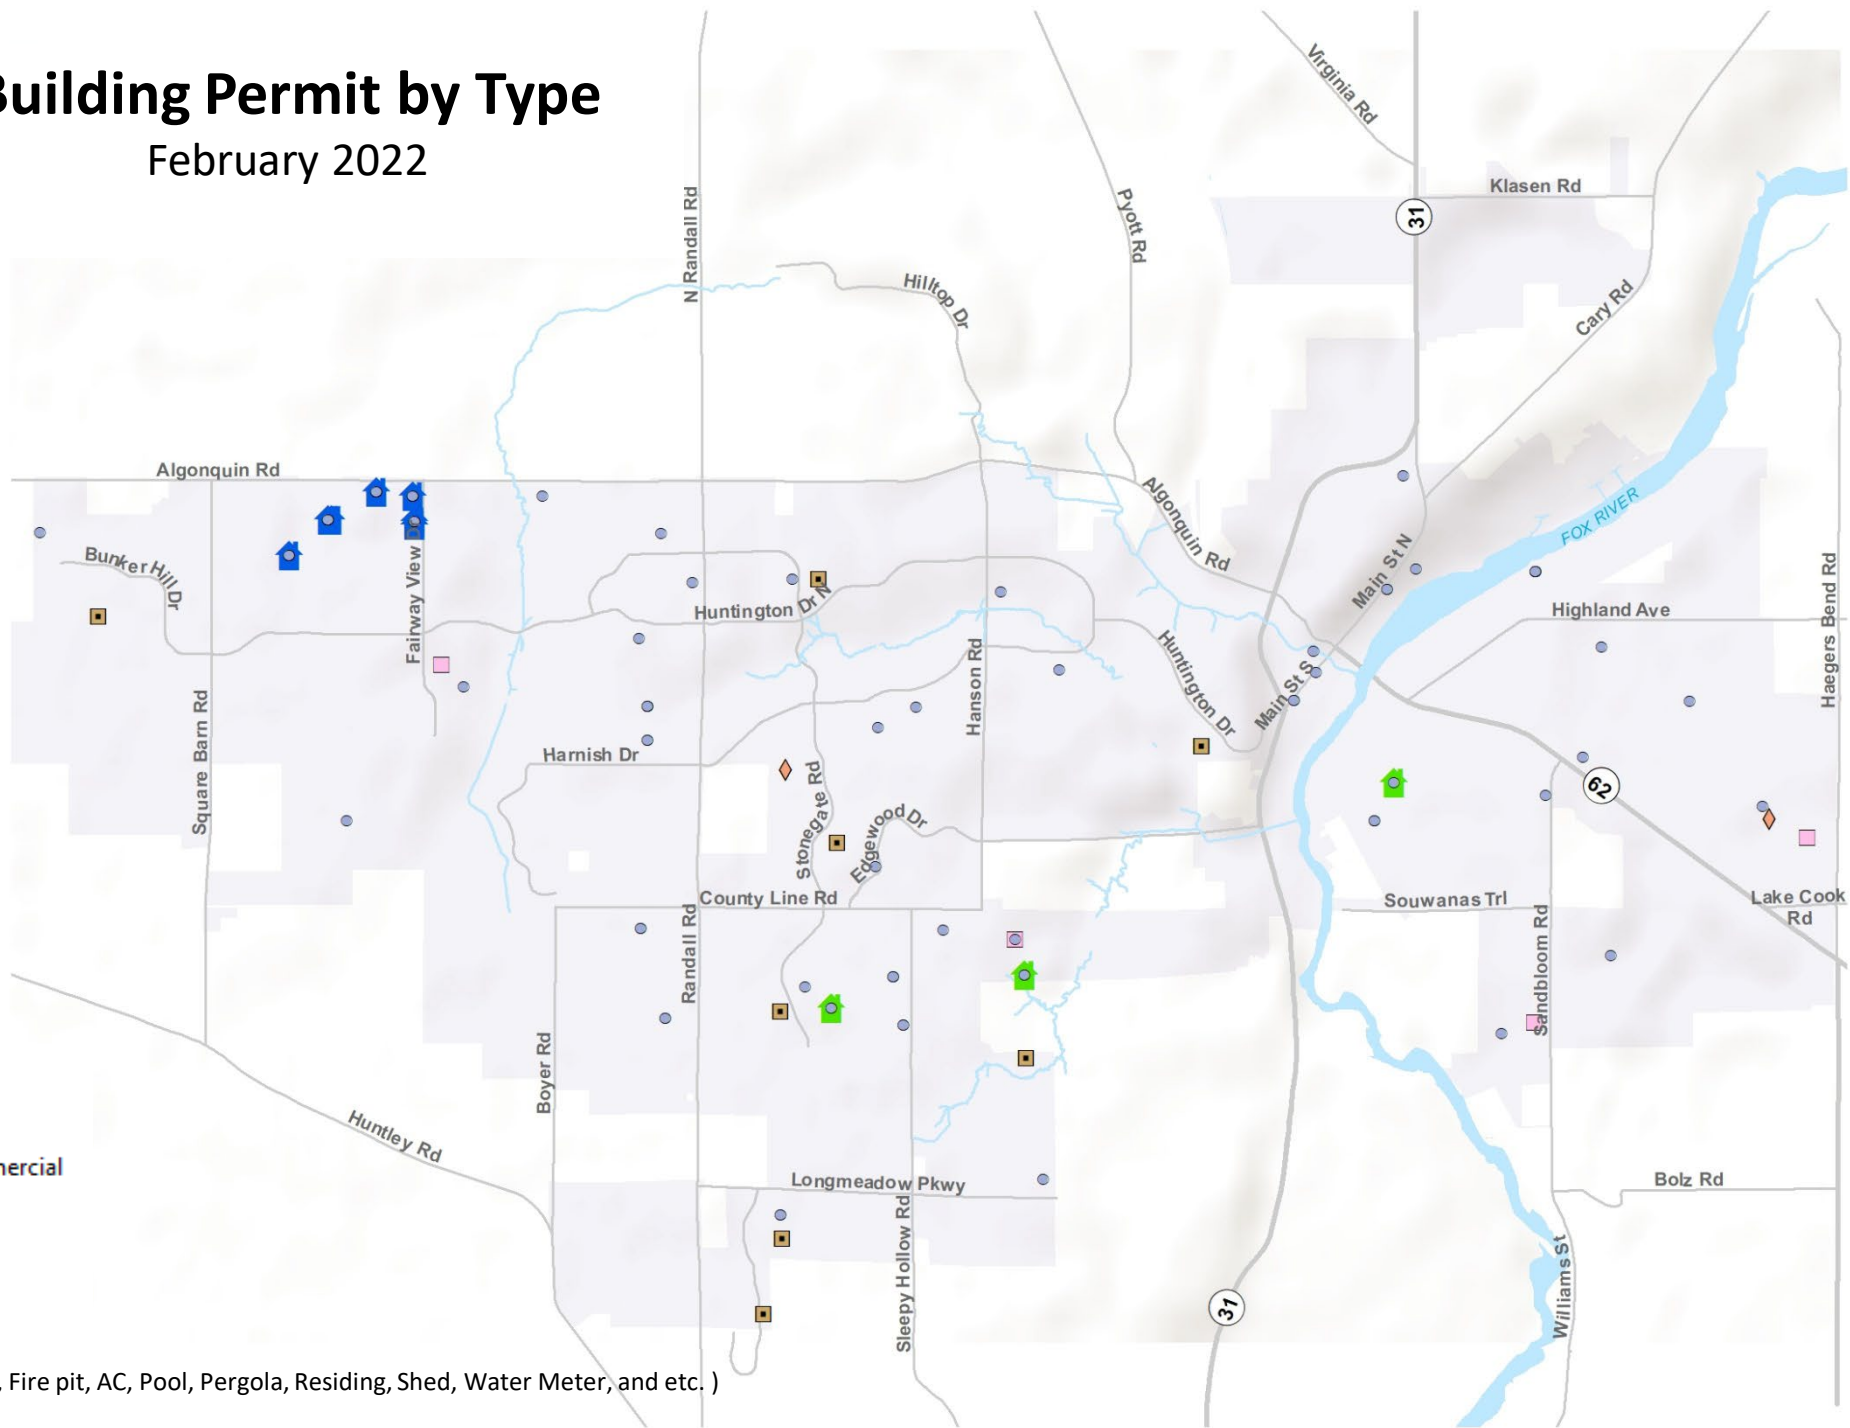 Building Permit by Type
February 2022
Virginia Rd
Klasen Rd
31
N Randall Rd
Pyott Rd
Hilltop Dr
Cary Rd
Algonquin Rd
Algonquin Rd
FOX RIVER
Bunker Hill Dr
Fairway View D
Huntington Dr N
Main St N
Highland Ave
Haegers Bend Rd
Huntington Dr
Main St S
Hanson Rd
Square Barn Rd
Harnish Dr
Stonegate Rd
Edgewood Dr
62
County Line Rd
Souwanas Trl
Lake Cook
Rd
Randall Rd
Sandbloom Rd
Boyer Rd
Huntley Rd
mercial
Longmeadow Pkwy
Bolz Rd
Sleepy Hollow Rd
Williams St
31
, Fire pit, AC, Pool, Pergola, Residing, Shed, Water Meter, and etc. )